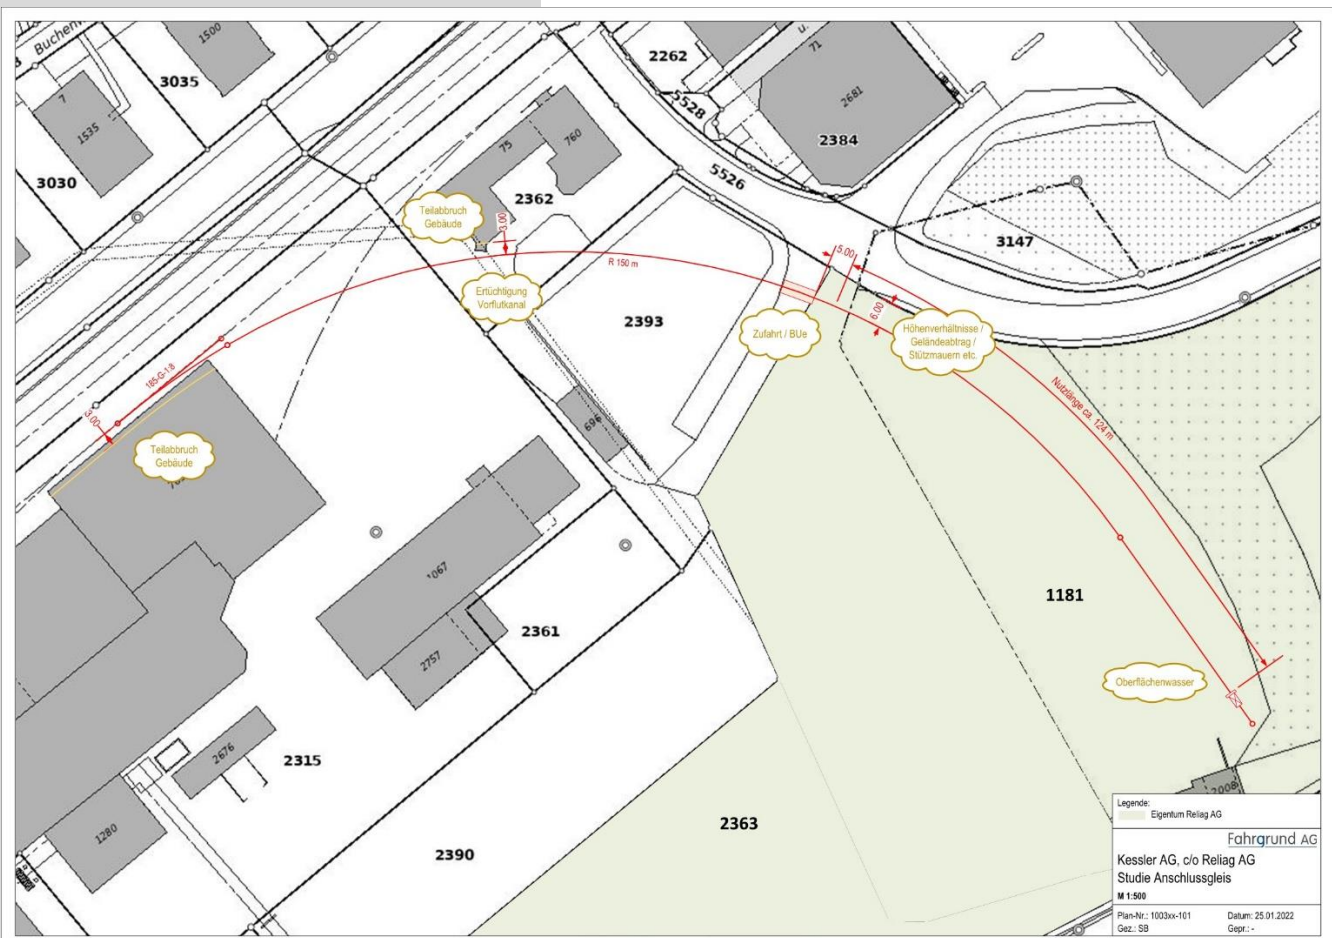 Buchenw
7
1535
1500
3035
3030
2262
5528
u.
71
2681
2384
5526
75
760
2362
3147
Teilabbruch
Gebäude
3.00
R 150 m
5.00
6.00
Ertüchtigung
Vorflutkanal
2393
Zufahrt / BUe
Höhenverhältnisse /
Geländeabtrag /
Stützmauern etc.
Nutzlänge ca. 124 m
185-G-1:8
3.00
Teilabbruch
Gebäude
696
1067
2757
2361
1181
Oberflächenwasser
2676
2315
1280
2390
2363
2008
Legende:
Eigentum Reliag AG
Fahrgrund AG
Kessler AG, c/o Reliag AG
Studie Anschlussgleis
M 1:500
Plan-Nr.: 1003xx-101
Datum: 25.01.2022
Gez.: SB
Gepr.: -